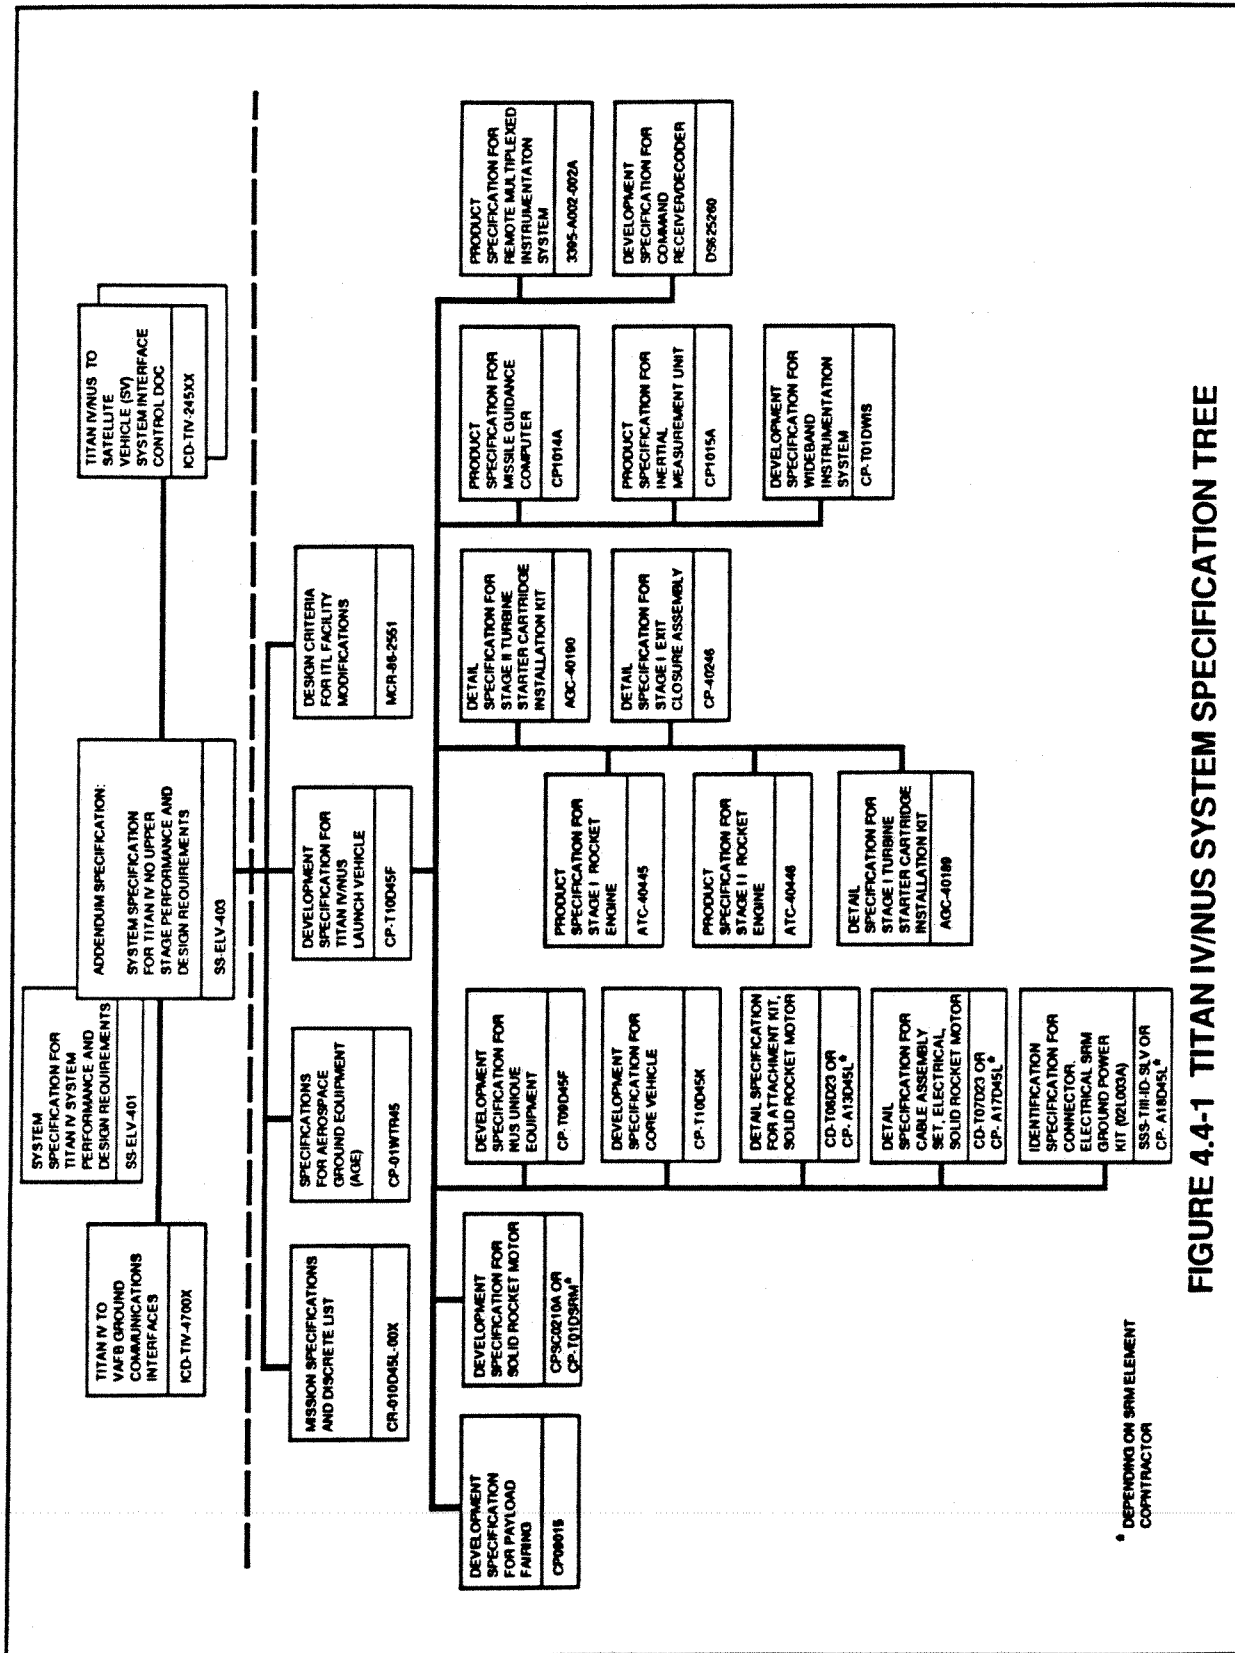 SYSTEM
SPECIFICATION FOR
TITAN IV SYSTEM
PERFORMANCE AND
DESIGN REQUIREMENTS
SS-ELV-401
TITAN IV TO
VAFB GROUND
COMMUNICATIONS
INTERFACES
ICD-TIV-4700X
ADDENDUM SPECIFICATION:
SYSTEM SPECIFICATION
FOR TITAN IV NO UPPER
STAGE PERFORMANCE AND
DESIGN REQUIREMENTS
SS-ELV-403
TITAN IV/NUS TO
SATELLITE
VEHICLE (SV)
SYSTEM INTERFACE
CONTROL DOC
ICD-TIV-245XX
MISSION SPECIFICATIONS
AND DISCRETE LIST
CR-010D45L-00X
SPECIFICATIONS
FOR AEROSPACE
GROUND EQUIPMENT
(AGE)
CP-01WTR45
DEVELOPMENT
SPECIFICATION FOR
TITAN IV/NUS
LAUNCH VEHICLE
CP-T10D45F
DESIGN CRITERIA
FOR ITL FACILITY
MODIFICATIONS
MCR-86-2551
DEVELOPMENT
SPECIFICATION
FOR PAYLOAD
FAIRING
CP09015
DEVELOPMENT
SPECIFICATION FOR
SOLID ROCKET MOTOR
CPSC0210A OR
CP-T01DSRM*
DEVELOPMENT
SPECIFICATION FOR
NUS UNIQUE
EQUIPMENT
CP-T09D45F
DEVELOPMENT
SPECIFICATION FOR
CORE VEHICLE
CP-T10D45K
DETAIL SPECIFICATION
FOR ATTACHMENT KIT,
SOLID ROCKET MOTOR
CD-T06D23 OR
CP- A13D45L*
DETAIL
SPECIFICATION FOR
CABLE ASSEMBLY
SET, ELECTRICAL,
SOLID ROCKET MOTOR
CD-T07D23 OR
CP- A17D45L*
IDENTIFICATION
SPECIFICATION FOR
CONNECTOR.
ELECTRICAL SRM
GROUND POWER
KIT (02L003A)
SSS-TIII-ID-SLV OR
CP- A18D45L*
PRODUCT
SPECIFICATION FOR
STAGE I ROCKET
ENGINE
ATC-40445
PRODUCT
SPECIFICATION FOR
STAGE II ROCKET
ENGINE
ATC-40446
DETAIL
SPECIFICATION FOR
STAGE I TURBINE
STARTER CARTRIDGE
INSTALLATION KIT
AGC-40189
DETAIL
SPECIFICATION FOR
STAGE II TURBINE
STARTER CARTRIDGE
INSTALLATION KIT
AGC-40190
DETAIL
SPECIFICATION FOR
STAGE I EXIT
CLOSURE ASSEMBLY
CP-40246
PRODUCT
SPECIFICATION FOR
MISSILE GUIDANCE
COMPUTER
CP1014A
PRODUCT
SPECIFICATION FOR
INERTIAL
MEASUREMENT UNIT
CP1015A
DEVELOPMENT
SPECIFICATION FOR
WIDEBAND
INSTRUMENTATION
SYSTEM
CP-T01DWIS
PRODUCT
SPECIFICATION FOR
REMOTE MULTIPLEXED
INSTRUMENTATON
SYSTEM
3395-A002-002A
DEVELOPMENT
SPECIFICATION FOR
COMMAND
RECEIVER/DECODER
DS625260
* DEPENDING ON SRM ELEMENT
COPNTRACTOR
FIGURE 4.4-1 TITAN IV/NUS SYSTEM SPECIFICATION TREE